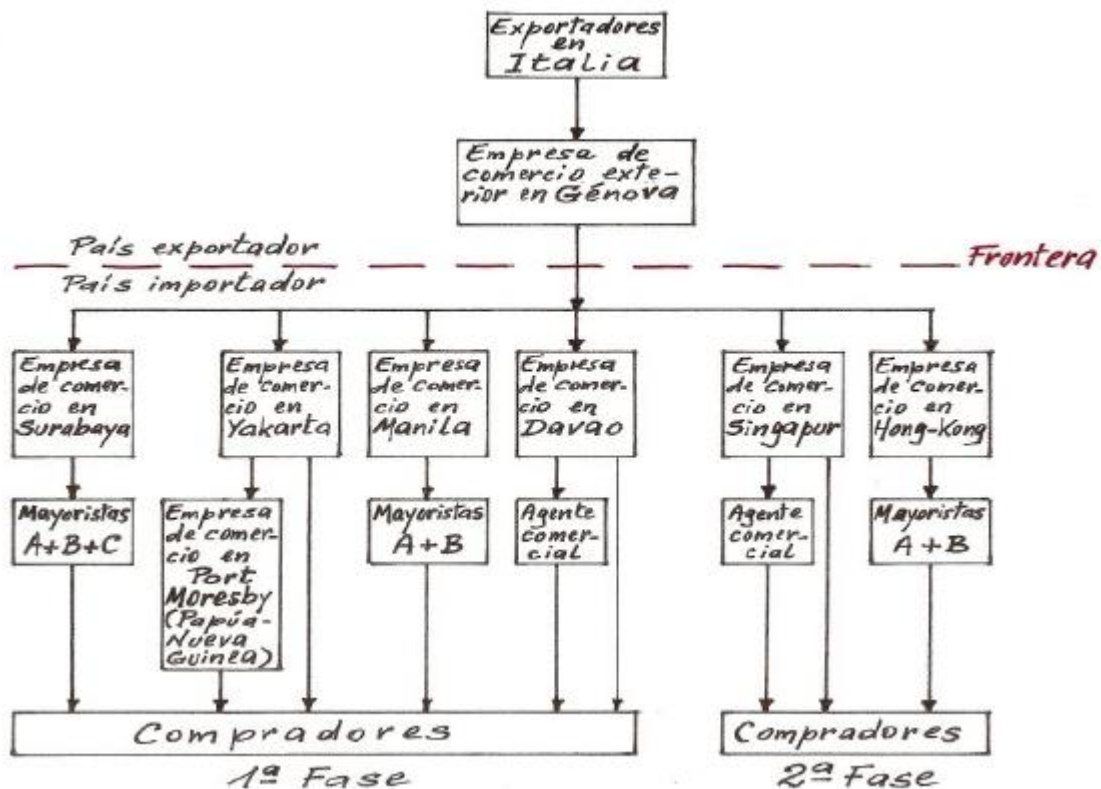 Exportadores
en
Italia
Empresa de
comercio exte-
rior en Génova
País exportador
Frontera
País importador
Empresa
de comer-
cio en
Surabaya
Empresa
de comer-
cio en
Yakarta
Empresa
de comer-
cio en
Manila
Empresa
de comer-
cio en
Davao
Empresa
de comer-
cio en
Singapur
Empresa
de comer-
cio en
Hong-Kong
Mayoristas
A+B+C
Empresa
de comer-
cio en
Port
Moresby
(Papúa-
Nueva
Guinea)
Mayoristas
A+B
Agente
comer-
cial
Agente
comer-
cial
Mayoristas
A+B
Compradores
Compradores
1ª Fase
2ª Fase